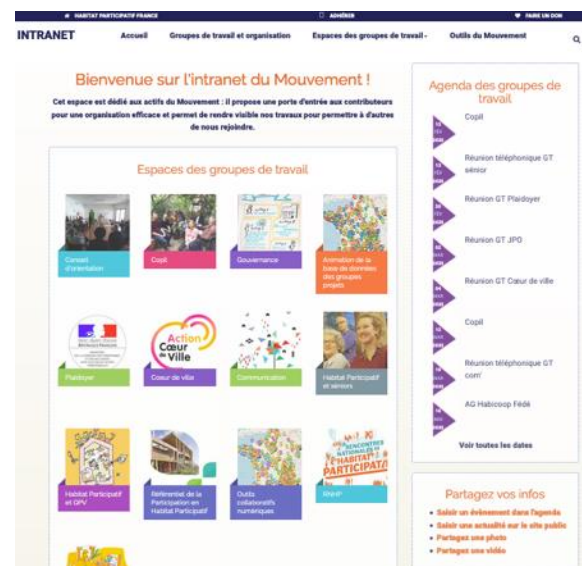 HABITAT PARTICIPATIF FRANCE
ADHÉRER
FAIRE UN DON
INTRANET
Accueil
Groupes de travail et organisation
Espaces des groupes de travail
Outils du Mouvement
Bienvenue sur l'intranet du Mouvement !
Cet espace est dédié aux actifs du Mouvement : il propose une porte d'entrée aux contributeurs
pour une organisation efficace et permet de rendre visible nos travaux pour permettre à d'autres
de nous rejoindre.
Espaces des groupes de travail
Conseil
d'orientation
Copil
Gouvernance
Animation de la
base de données
des groupes
projets
Action
Cœur de
Ville
Plaidoyer
Coeur de ville
Communication
Habitat Participatif
et séniors
Habitat Participatif
et QPV
Référentiel de la
Participation en
Habitat Participatif
Outils
collaboratifs
numériques
RENCONTRES
NATIONALES
HABITAT
PARTICIPATIF
RNHP
Agenda des groupes de
travail
Copil
Réunion téléphonique GT
sénior
Réunion GT Plaidoyer
Réunion GT JPO
Réunion GT Cœur de ville
Copil
Réunion téléphonique GT
com'
AG Habicoop Fédé
Voir toutes les dates
Partagez vos infos
Saisir un évènement dans l'agenda
Saisir une actualité sur le site public
Partagez une photo
Partagez une vidéo